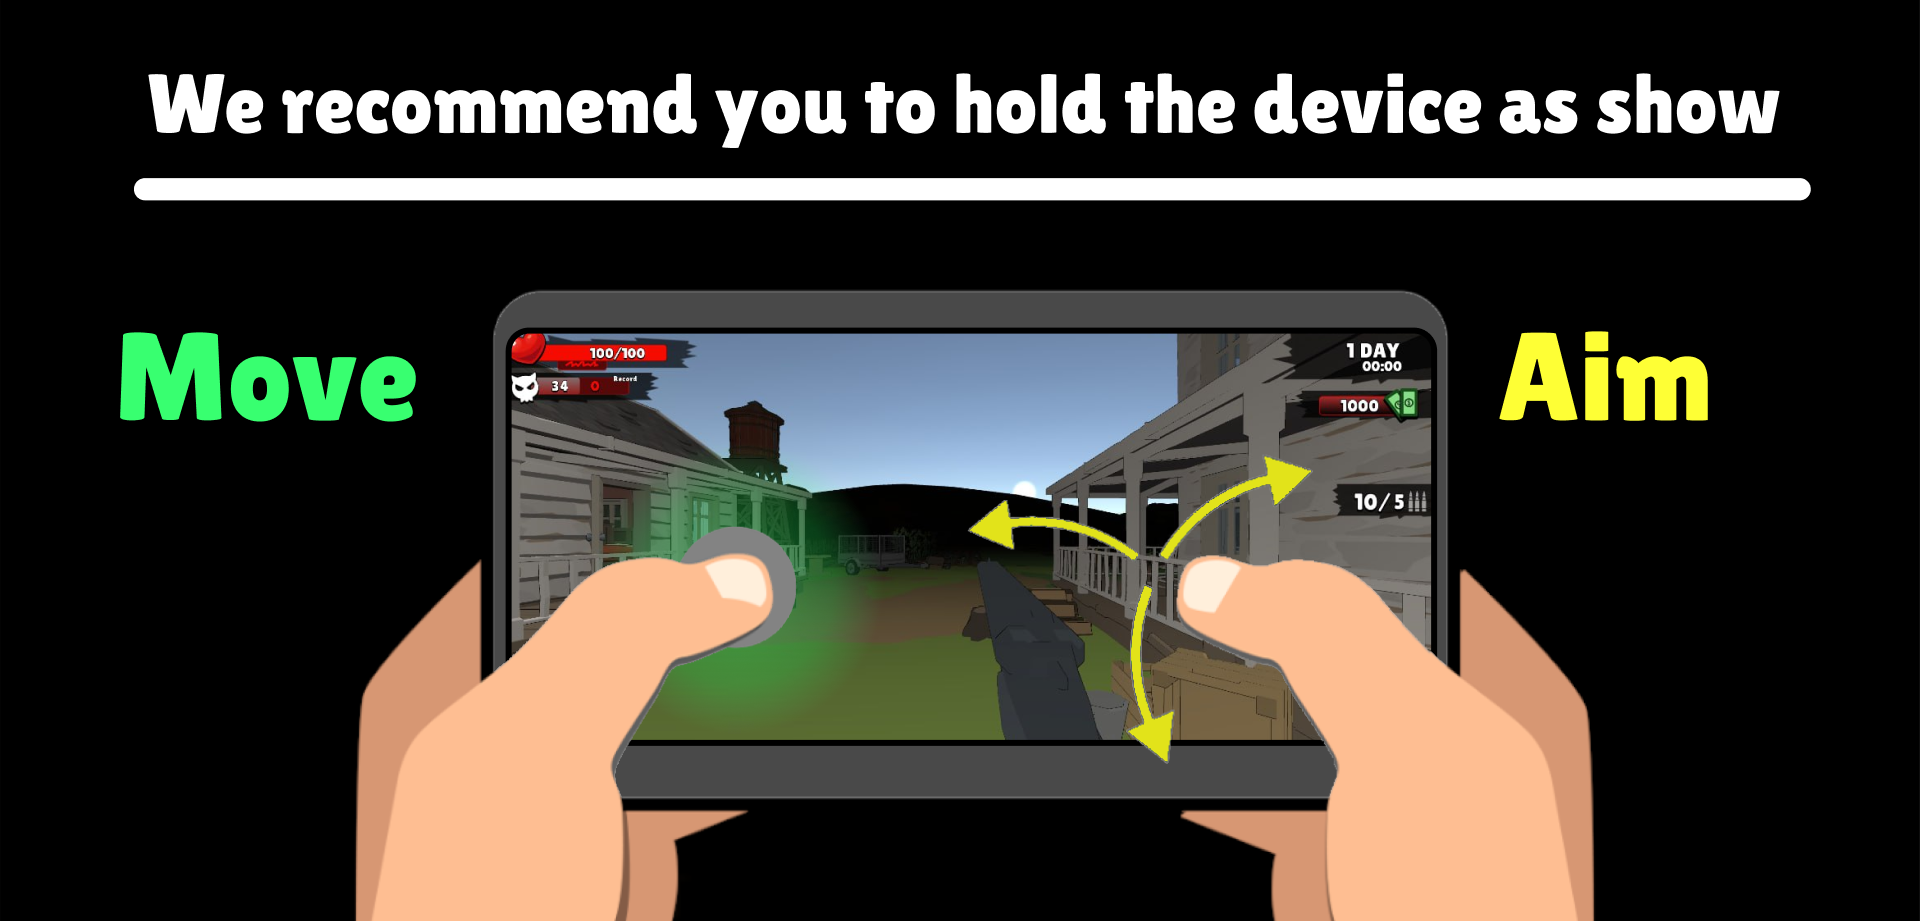 We recommend you to hold the device as show
Move
Aim
100/100
34 0 Record
1 DAY
00:00
1000
10/5